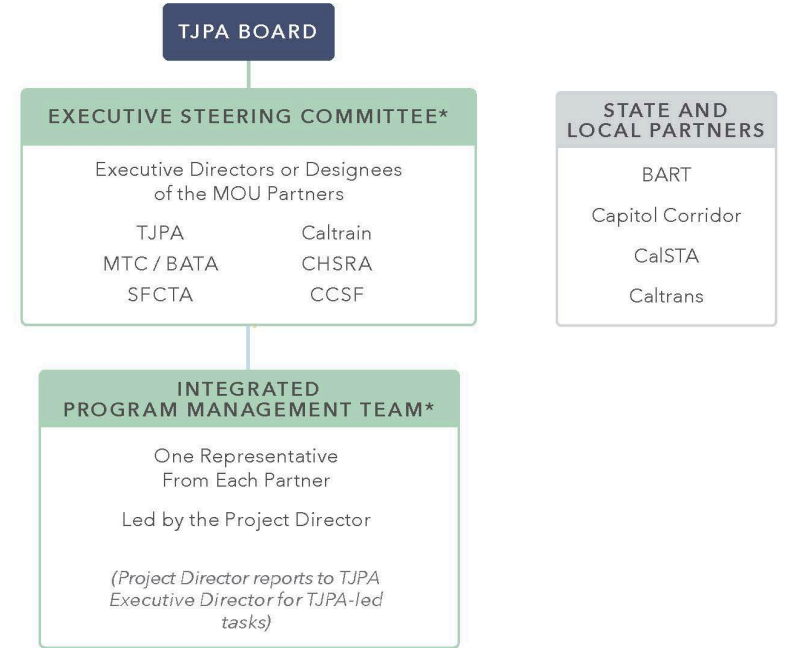 TJPA BOARD
EXECUTIVE STEERING COMMITTEE*
Executive Directors or Designees
of the MOU Partners
TJPA
MTC / BATA
SFCTA
Caltrain
CHSRA
CCSF
STATE AND
LOCAL PARTNERS
BART
Capitol Corridor
CalSTA
Caltrans
INTEGRATED
PROGRAM MANAGEMENT TEAM*
One Representative
From Each Partner
Led by the Project Director
(Project Director reports to TJPA
Executive Director for TJPA-led
tasks)